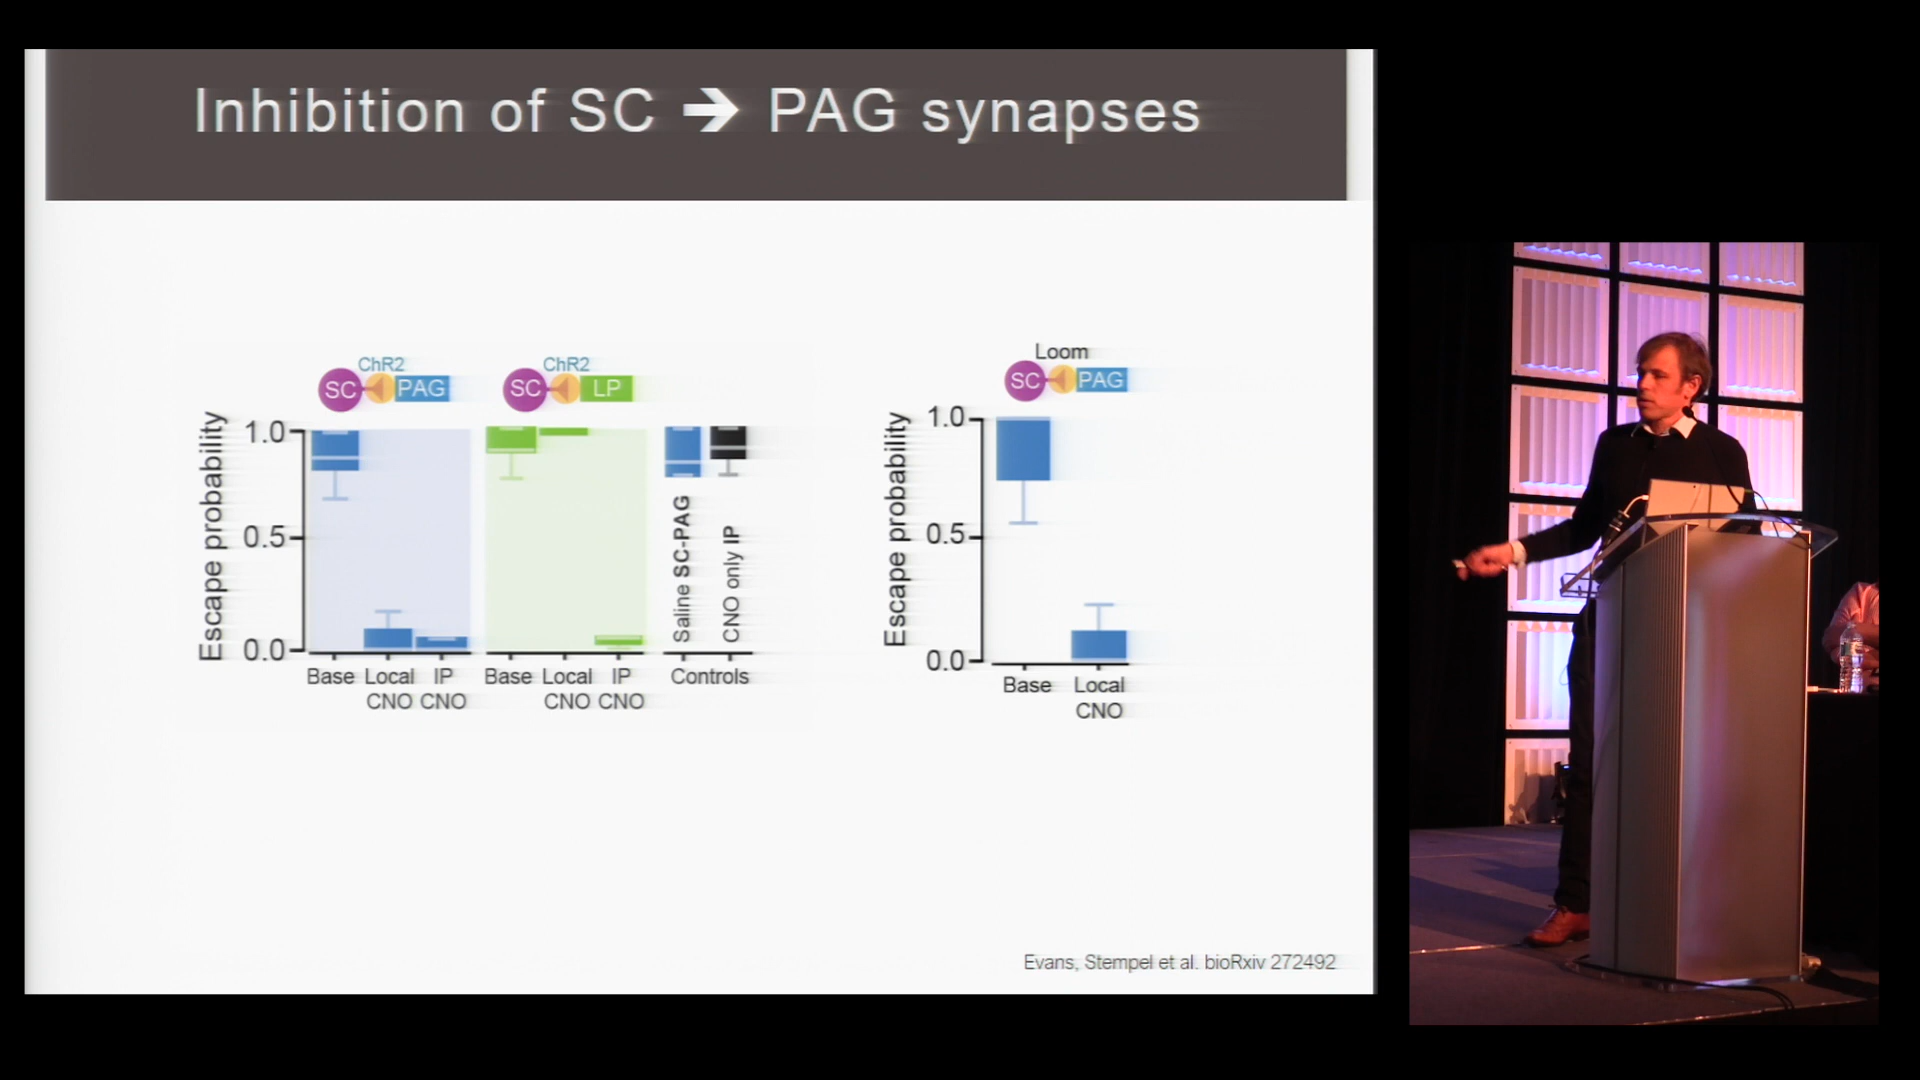 Inhibition of SC ➔ PAG synapses
ChR2
SC PAG
ChR2
SC LP
Loom
SC PAG
Escape probability
1.0
0.5
0.0
Base
Local CNO
IP CNO
Base
Local CNO
IP CNO
Saline SC-PAG
CNO only IP
Controls
Escape probability
1.0
0.5
0.0
Base
Local CNO
Evans, Stempel et al. bioRxiv 272492